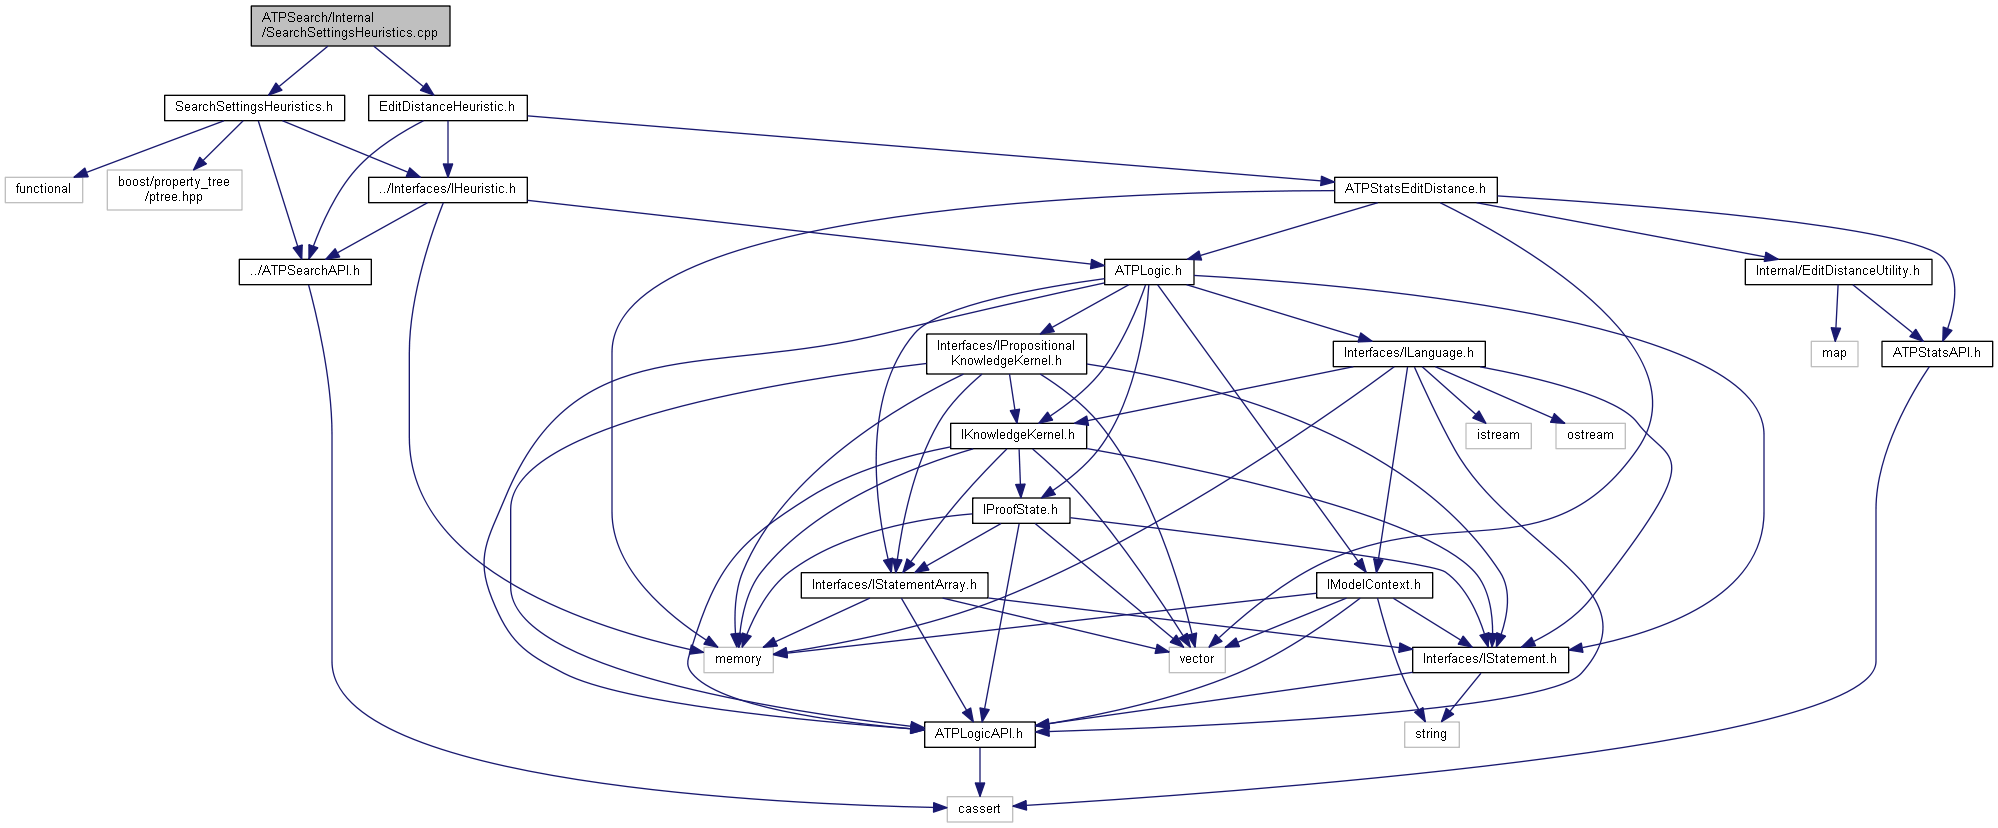 ATPSearch/Internal
/SearchSettingsHeuristics.cpp
SearchSettingsHeuristics.h
EditDistanceHeuristic.h
functional
boost/property_tree
/ptree.hpp
../Interfaces/IHeuristic.h
ATPStatsEditDistance.h
../ATPSearchAPI.h
ATPLogic.h
Internal/EditDistanceUtility.h
Interfaces/IPropositional
KnowledgeKernel.h
Interfaces/ILanguage.h
map
ATPStatsAPI.h
IKnowledgeKernel.h
istream
ostream
IProofState.h
Interfaces/IStatementArray.h
IModelContext.h
memory
vector
Interfaces/IStatement.h
ATPLogicAPI.h
string
cassert